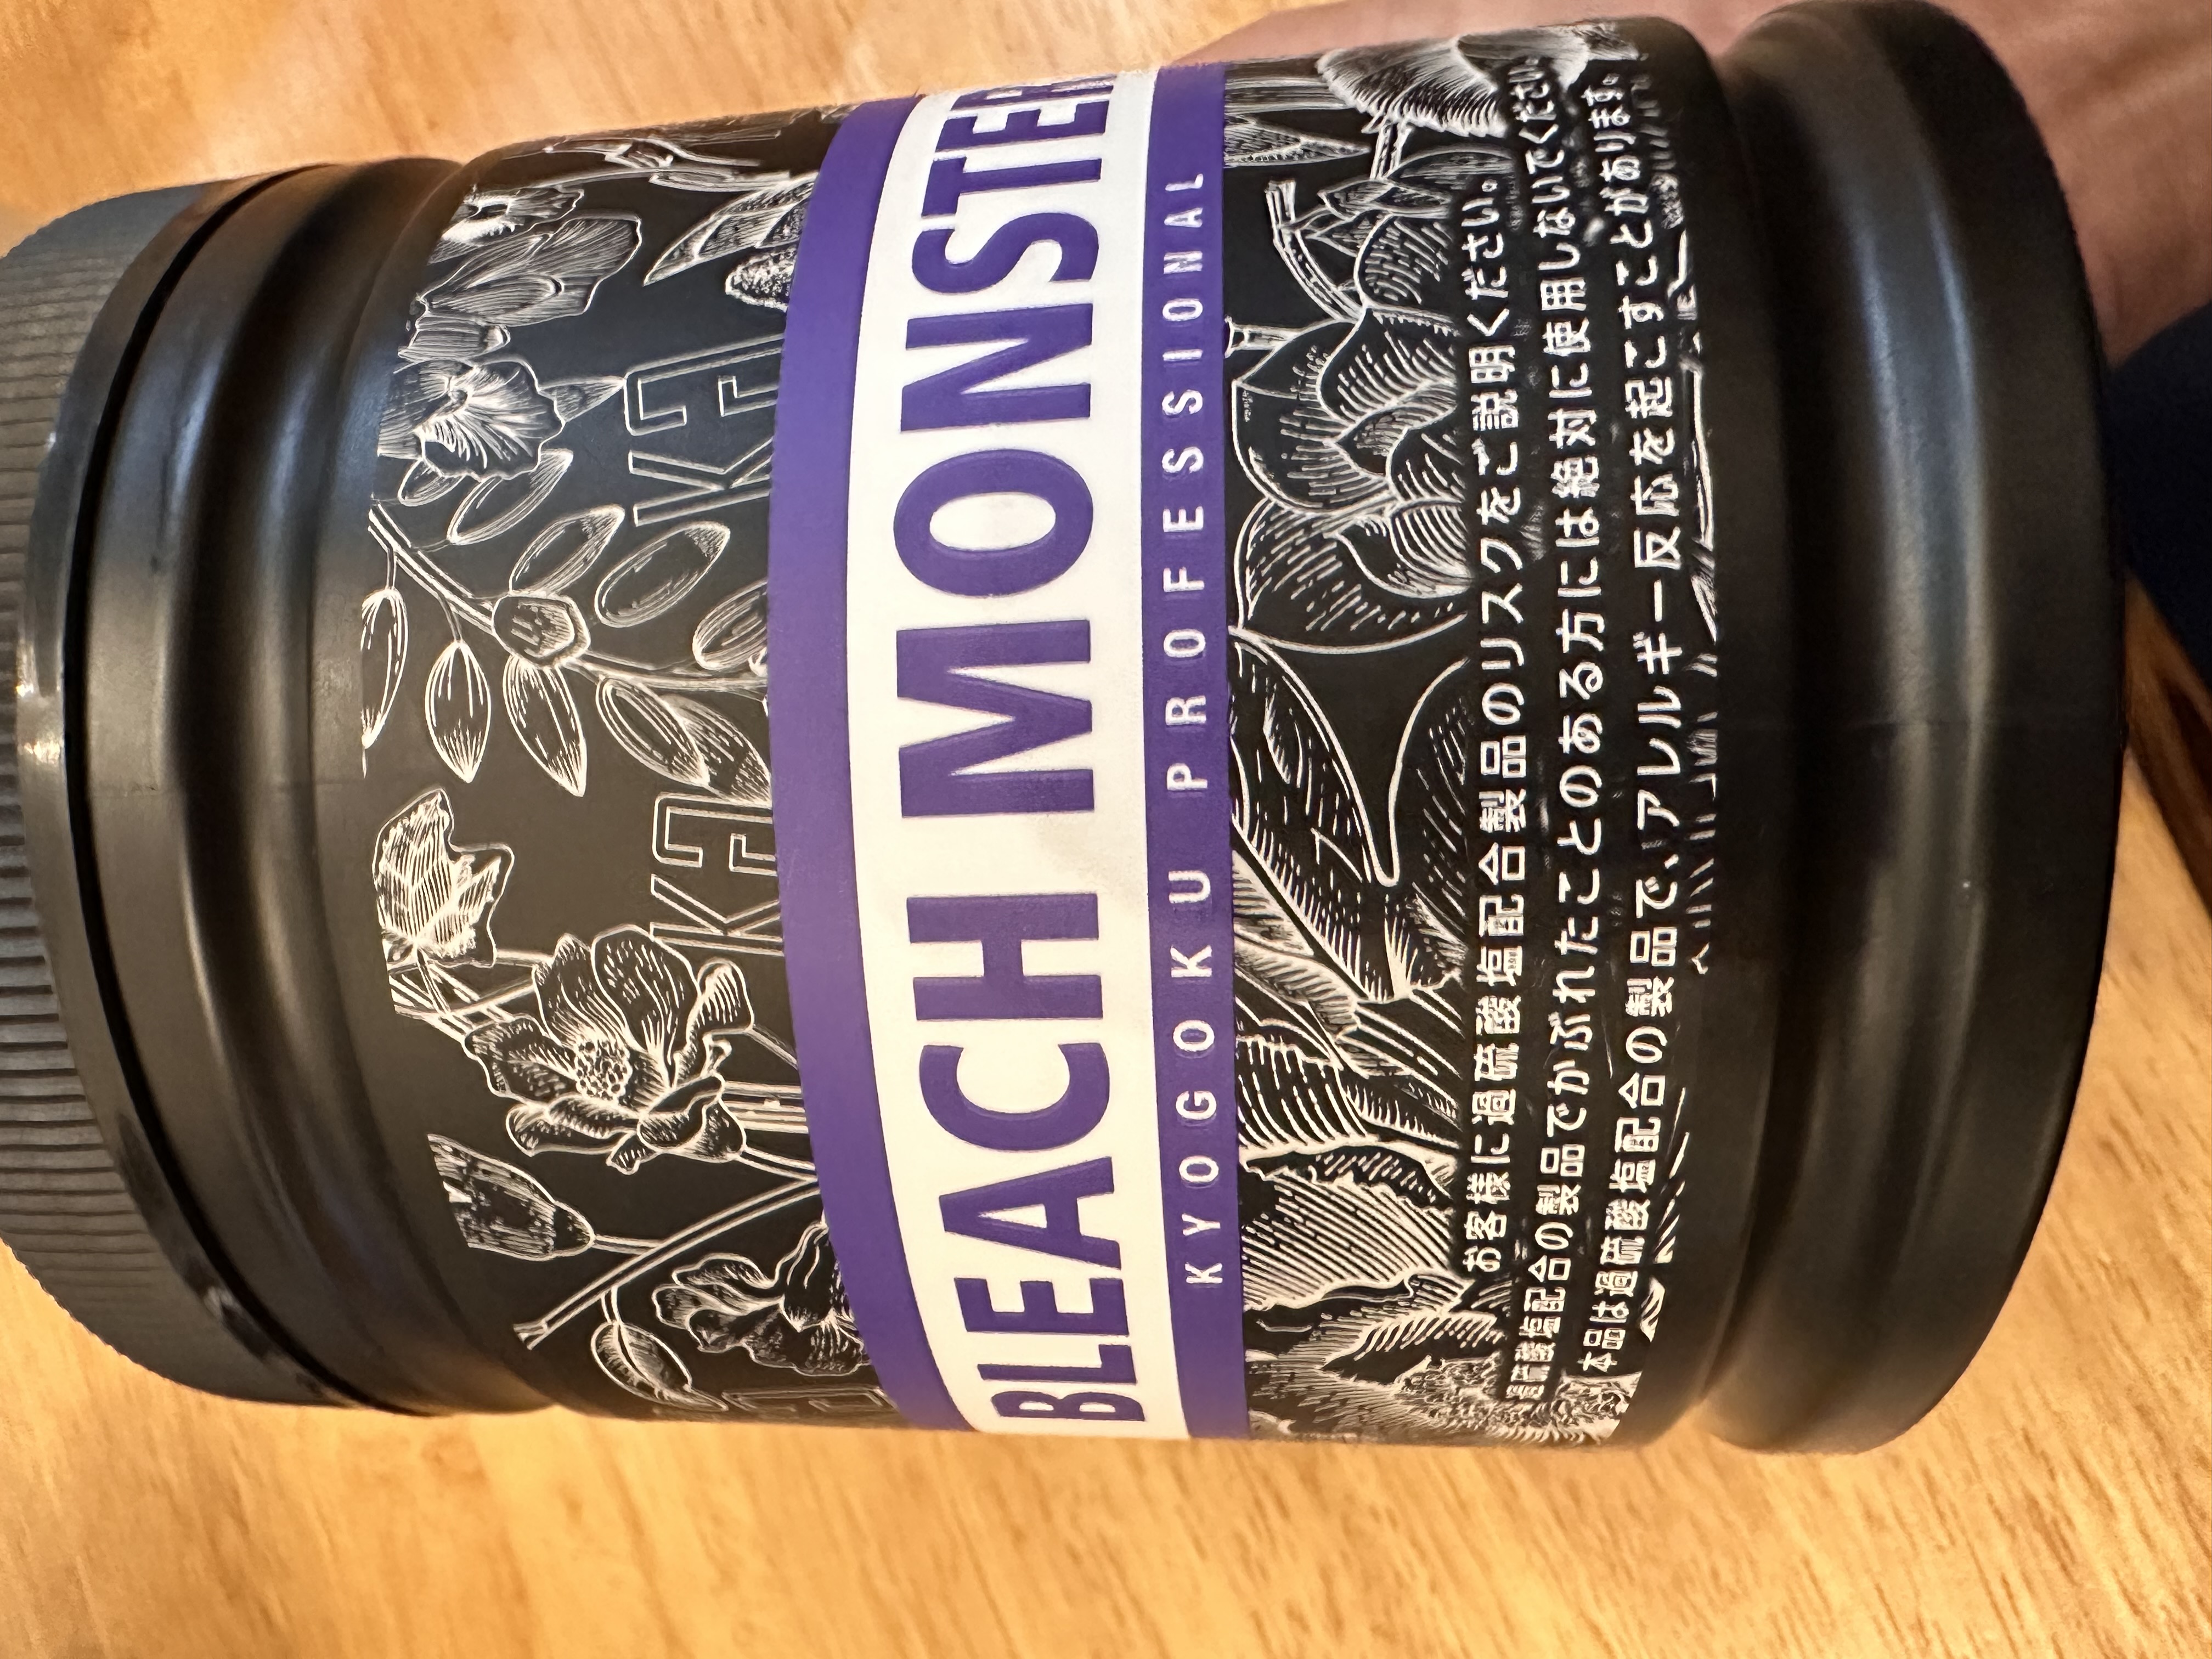 BLEACH MONSTER
KYOGOKU PROFESSIONAL
お客様に過硫酸塩配合製品のリスクをご説明ください。
過硫酸塩配合の製品でかぶれたことのある方には絶対に使用しないでください。
本品は過硫酸塩配合の製品で、アレルギー反応を起こすことがあります。